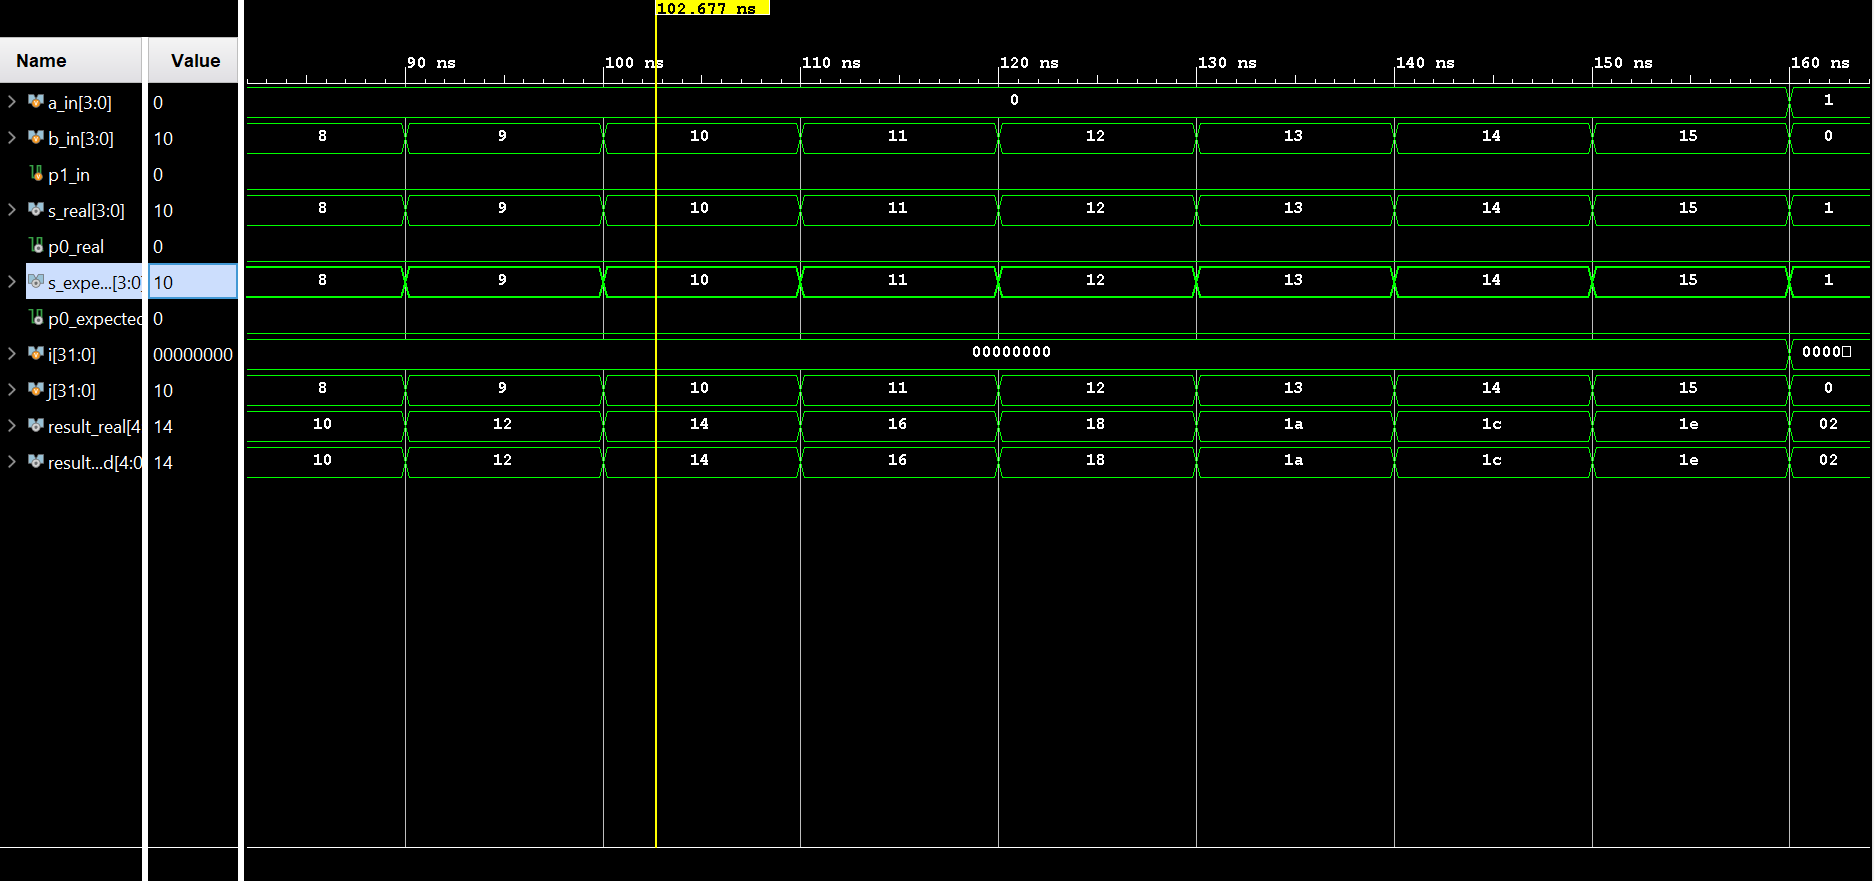 102.677 ns
Name Value
90 ns 100 ns 110 ns 120 ns 130 ns 140 ns 150 ns 160 ns
a_in[3:0] 0 0 1
b_in[3:0] 10 8 9 10 11 12 13 14 15 0
p1_in 0
s_real[3:0] 10 8 9 10 11 12 13 14 15 1
p0_real 0
s_expe...[3:0] 10 8 9 10 11 12 13 14 15 1
p0_expected 0
i[31:0] 00000000 00000000 0000□
j[31:0] 10 8 9 10 11 12 13 14 15 0
result_real[4 14 10 12 14 16 18 1a 1c 1e 02
result...d[4:0 14 10 12 14 16 18 1a 1c 1e 02